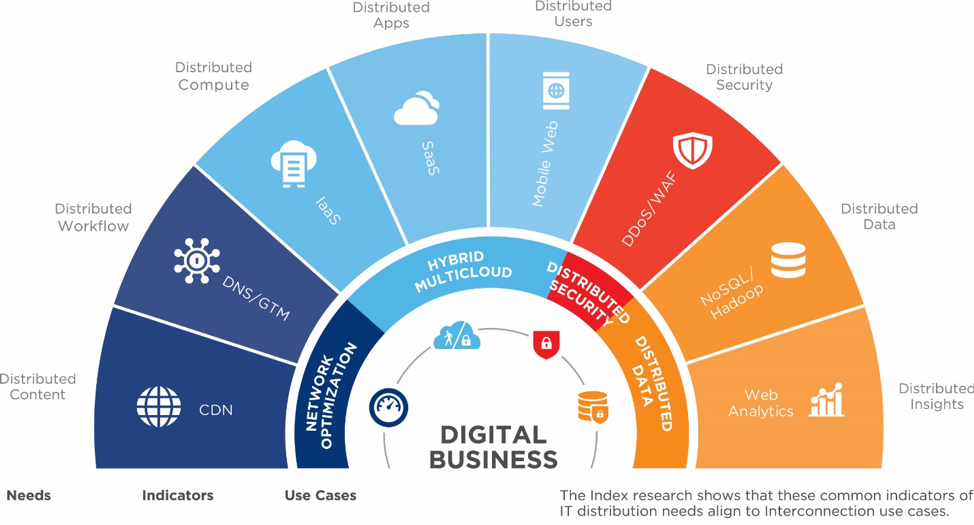 Distributed
Apps
Distributed
Users
Distributed
Compute
Distributed
Security
Distributed
Workflow
Distributed
Data
Distributed
Content
Distributed
Insights
CDN
DNS/GTM
IaaS
SaaS
Mobile Web
DDoS/WAF
NoSQL/
Hadoop
Web
Analytics
NETWORK
OPTIMIZATION
HYBRID
MULTICLOUD
DISTRIBUTED
SECURITY
DISTRIBUTED
DATA
DIGITAL
BUSINESS
Needs
Indicators
Use Cases
The Index research shows that these common indicators of
IT distribution needs align to Interconnection use cases.